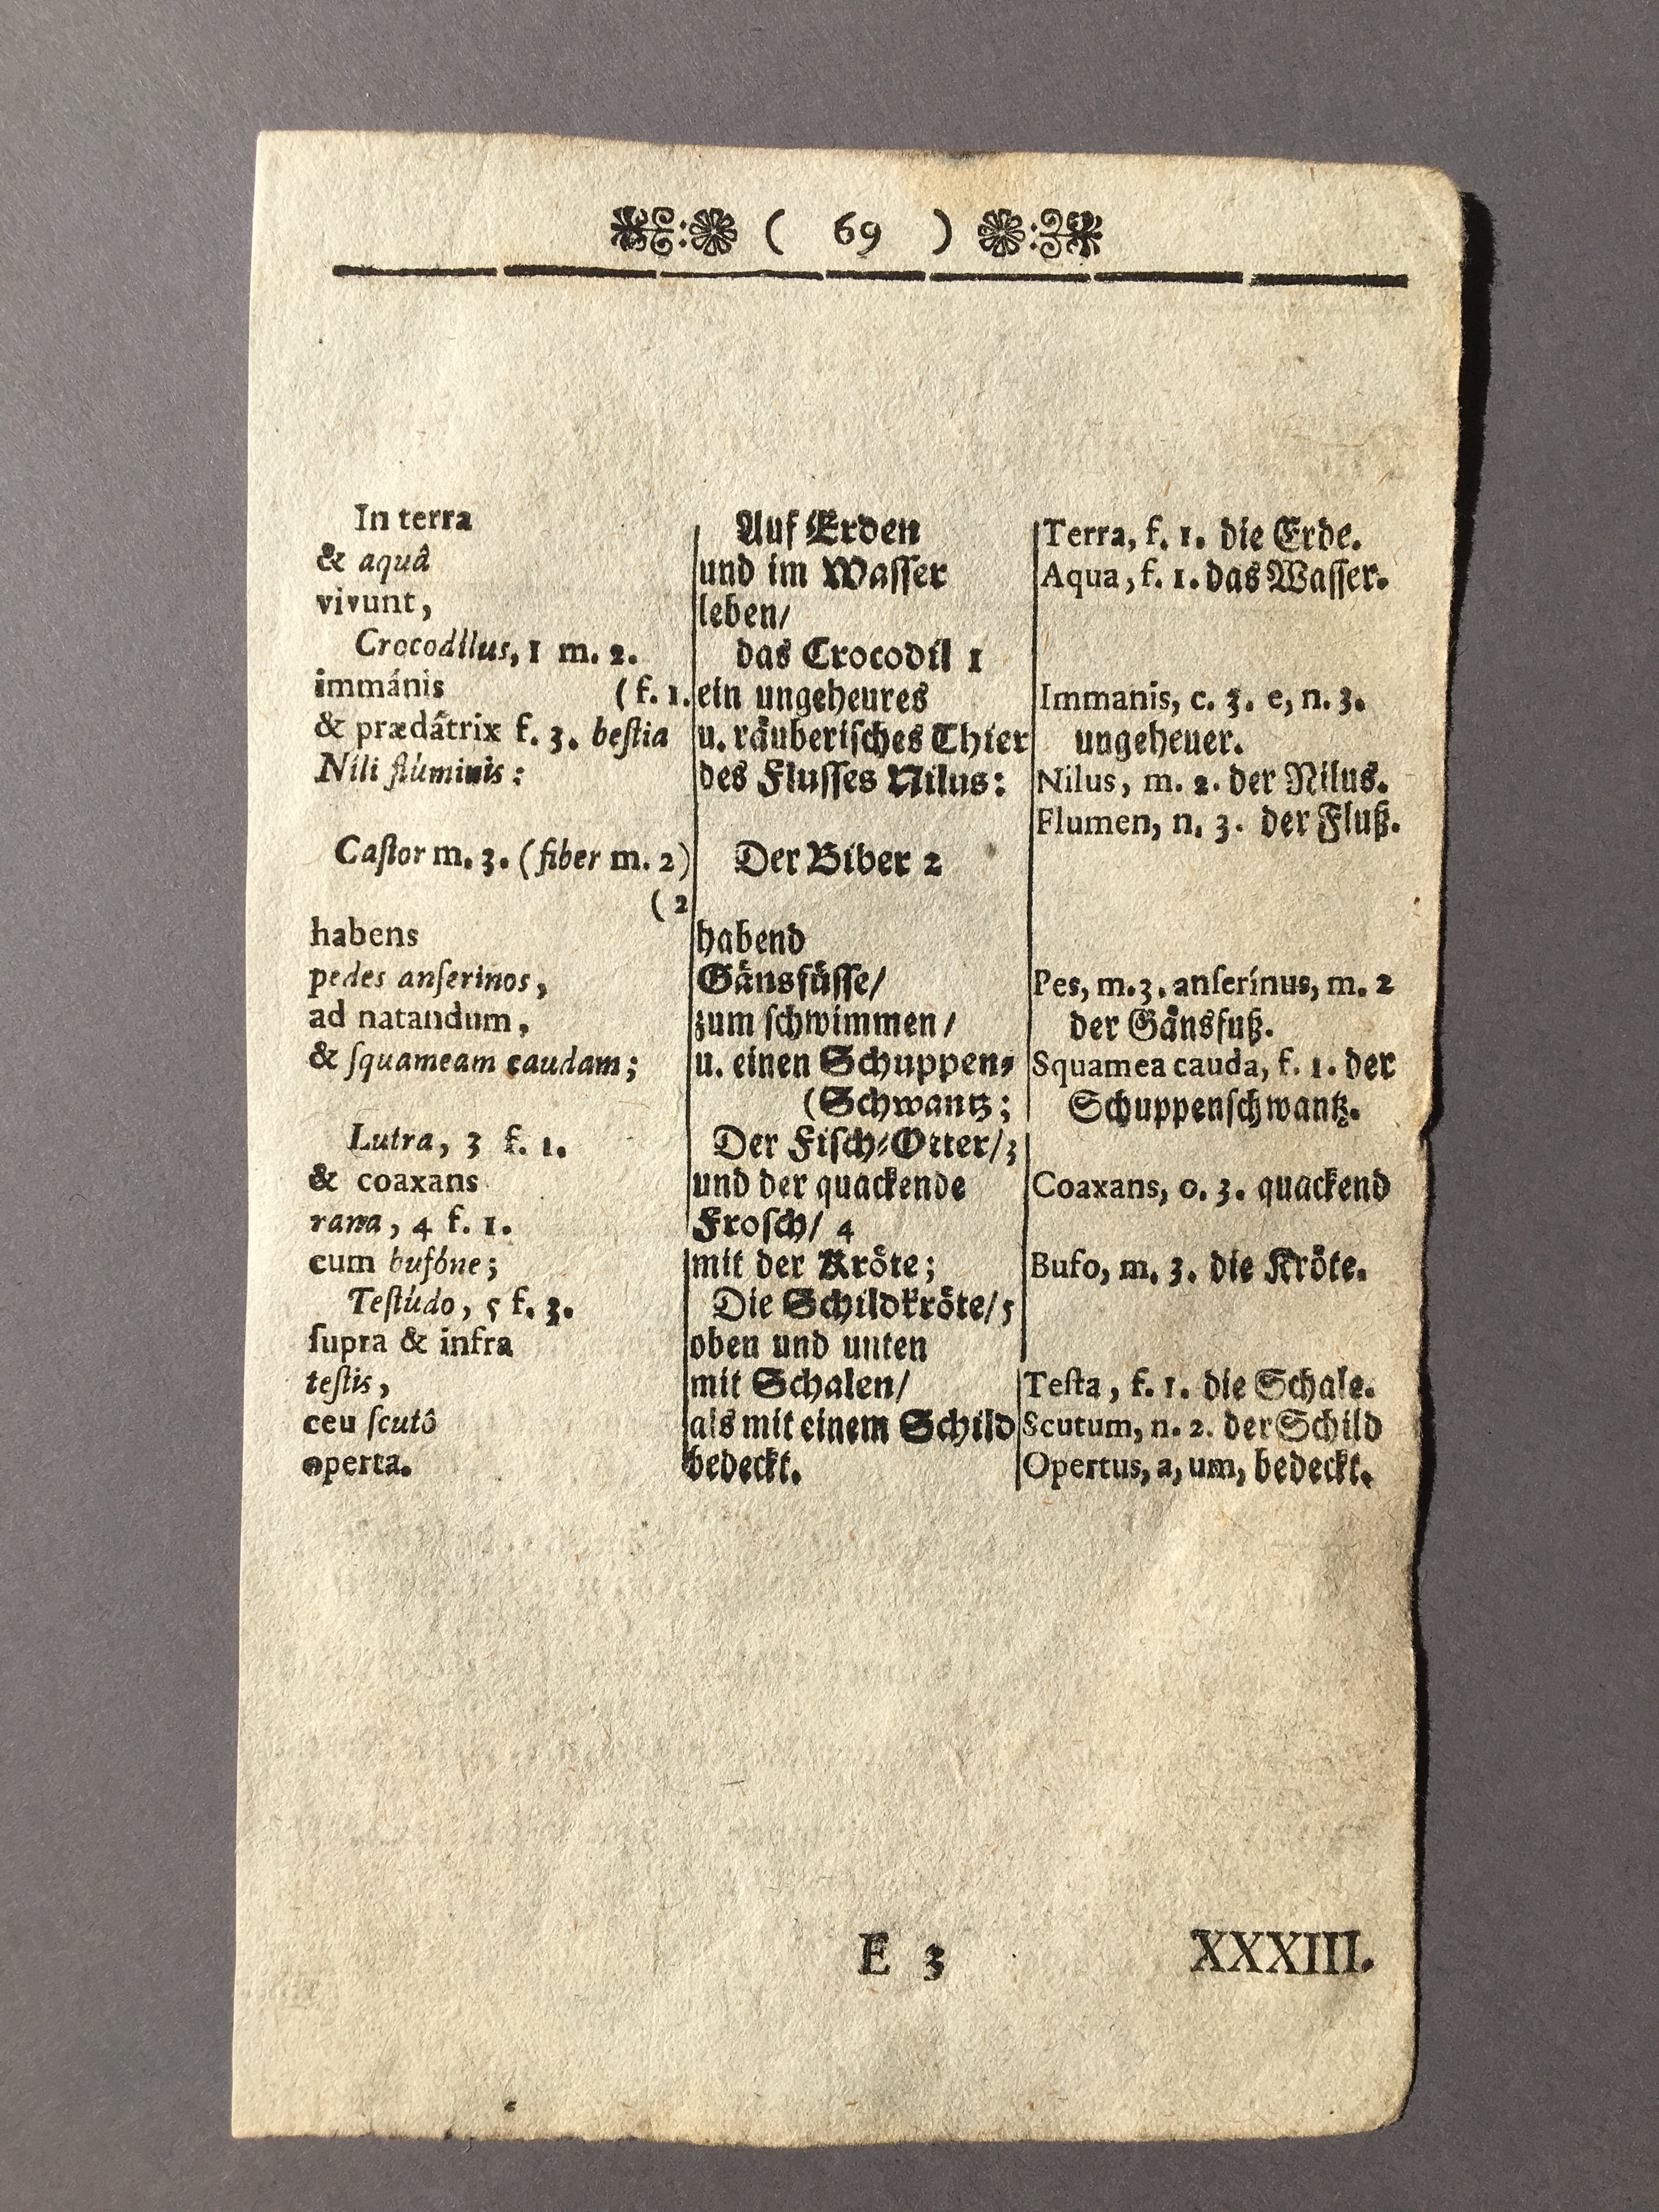 ( 69 )
In terra
& aquâ
vivunt,
Crocodilus, 1 m. 2.
immánis (f. 1.
& prædâtrix f. 3. beſtia
Nili flúminis:
Caſtor m. 3. (fiber m. 2)
(2
habens
pedes anſerinos,
ad natandum,
& ſquameam caudam;
Lutra, 3 f. 1.
& coaxans
rana, 4 f. 1.
cum bufóne;
Teſtúdo, 5 f. 3.
ſupra & infra
teſtis,
ceu ſcutô
operta.
Auf Erden
und im Waſſer
leben/
das Crocodil 1
ein ungeheures
u. råuberiſches Thier
des Fluſſes Nilus:
Der Biber 2
habend
Gånsfůſſe/
zum ſchwimmen/
u. einen Schuppen⸗
(Schwantz;
Der Fiſch⸗Otter/3
und der quackende
Froſch/ 4
mit der Kröte;
Die Schildkröte/5
oben und unten
mit Schalen/
als mit einem Schild
bedeckt.
Terra, f. 1. die Erde.
Aqua, f. 1. das Waſſer.
Immanis, c. 3. e, n. 3.
ungeheuer.
Nilus, m. 2. der Nilus.
Flumen, n. 3. der Fluß.
Pes, m. 3. anſerínus, m. 2
der Gånsfuß.
Squamea cauda, f. 1. der
Schuppenſchwantz.
Coaxans, o. 3. quackend
Bufo, m. 3. die Kröte.
Teſta, f. 1. die Schale.
Scutum, n. 2. der Schild
Opertus, a, um, bedeckt.
E 3
XXXIII.